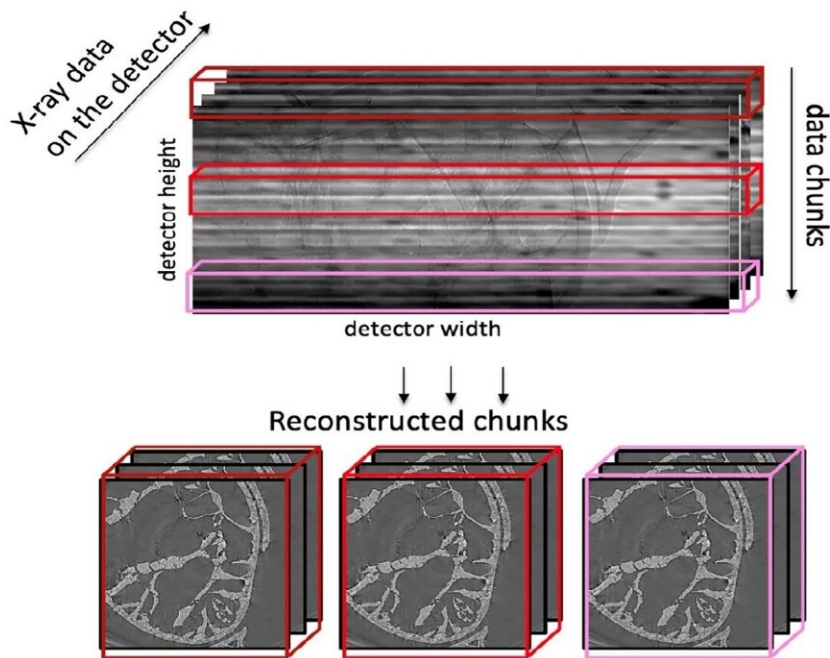 X-ray data
on the detector
detector height
data chunks
detector width
Reconstructed chunks